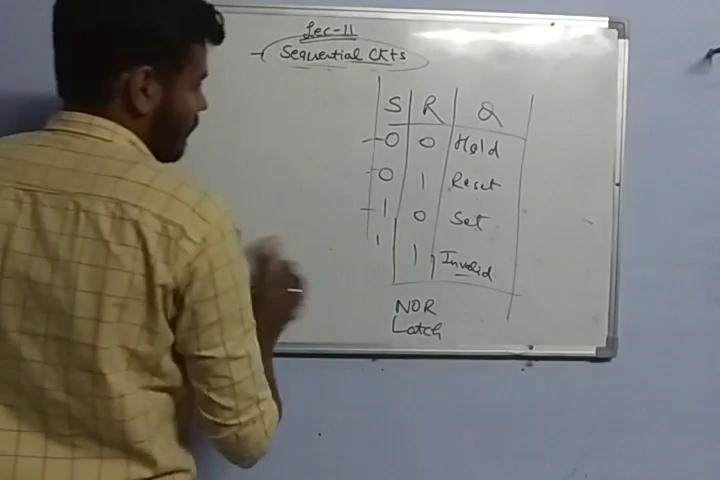 Lec-11
Sequential CKts
S R Q
0 0 Hold
0 1 Reset
1 0 Set
1 1 Invalid
NOR
Latch